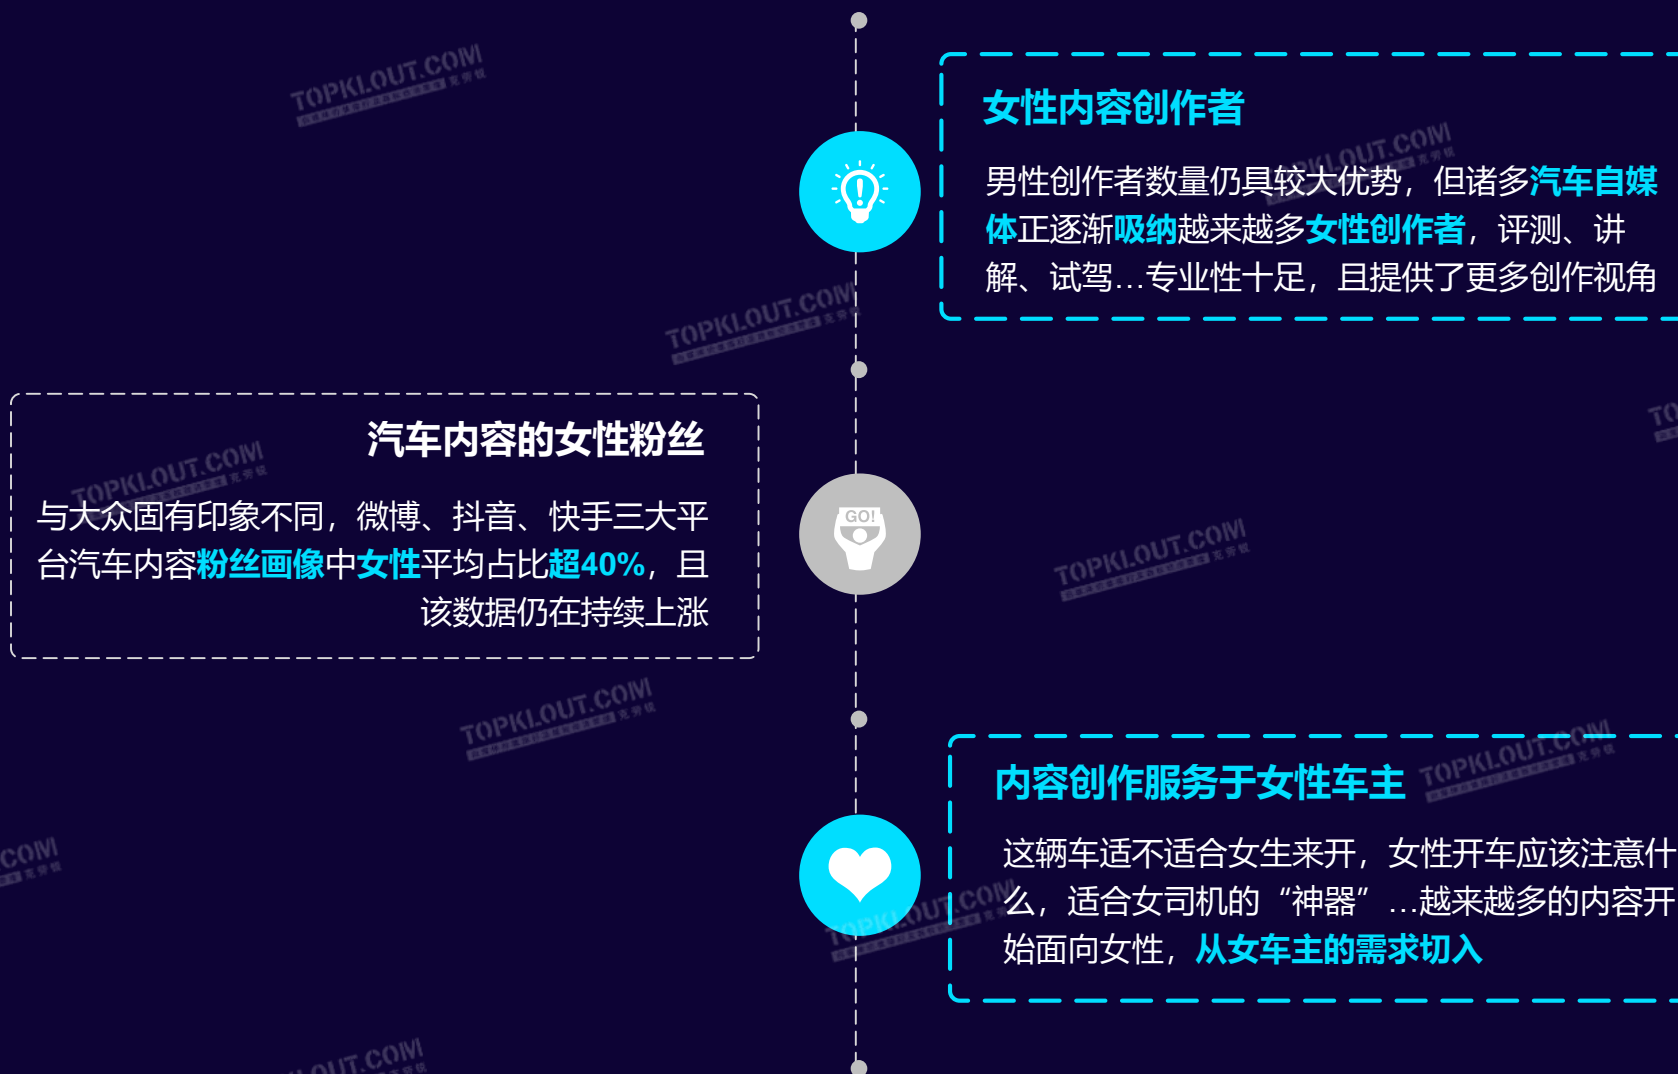 女性内容创作者
男性创作者数量仍具较大优势，但诸多汽车自媒
体正逐渐吸纳越来越多女性创作者，评测、讲
解、试驾…专业性十足，且提供了更多创作视角
汽车内容的女性粉丝
与大众固有印象不同，微博、抖音、快手三大平
台汽车内容粉丝画像中女性平均占比超40%，且
该数据仍在持续上涨
GO!
内容创作服务于女性车主
这辆车适不适合女生来开，女性开车应该注意什
么，适合女司机的“神器”…越来越多的内容开
始面向女性，从女车主的需求切入
TOPKLOUT.COM
克劳锐